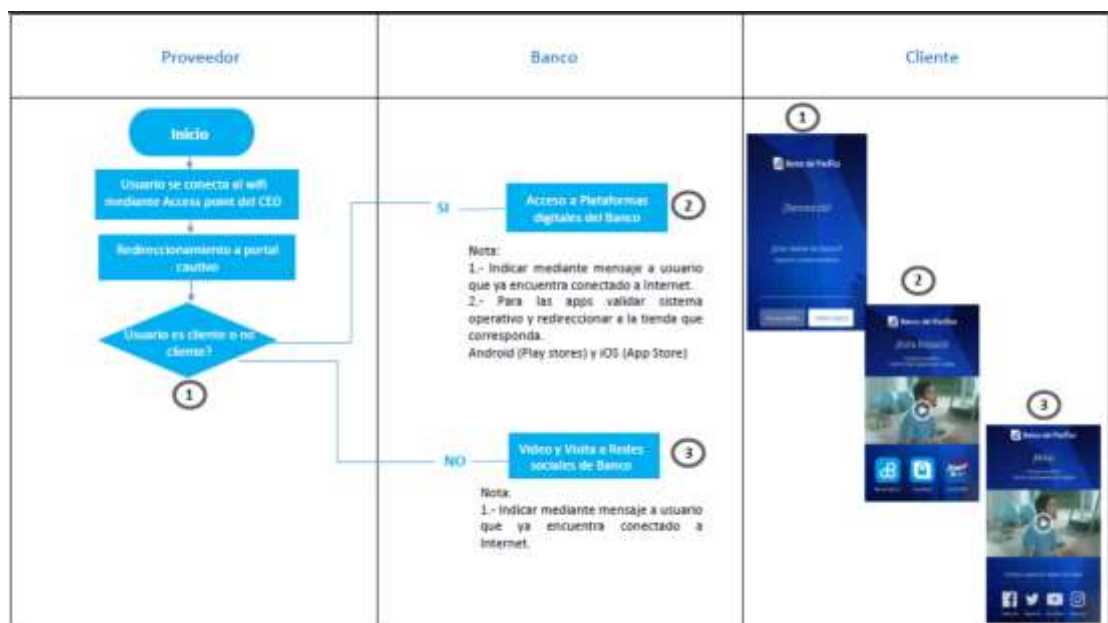 Proveedor
Banco
Cliente
Inicio
Usuario se conecta al wifi
mediante Access point del CEO
Redireccionamiento a portal
cautivo
Usuario es cliente o no
cliente?
1
SI
Acceso a Plataformas
digitales del Banco
2
Nota:
1.- Indicar mediante mensaje a usuario
que ya encuentra conectado a Internet.
2.- Para las apps validar sistema
operativo y redireccionar a la tienda que
corresponda.
Android (Play stores) y iOS (App Store)
NO
Video y Visita a Redes
sociales de Banco
3
Nota:
1.- Indicar mediante mensaje a usuario
que ya encuentra conectado a
Internet.
1
Banco del Pacífico
¡Bienvenido!
2
Banco del Pacífico
3
Banco del Pacífico
¡Hola!